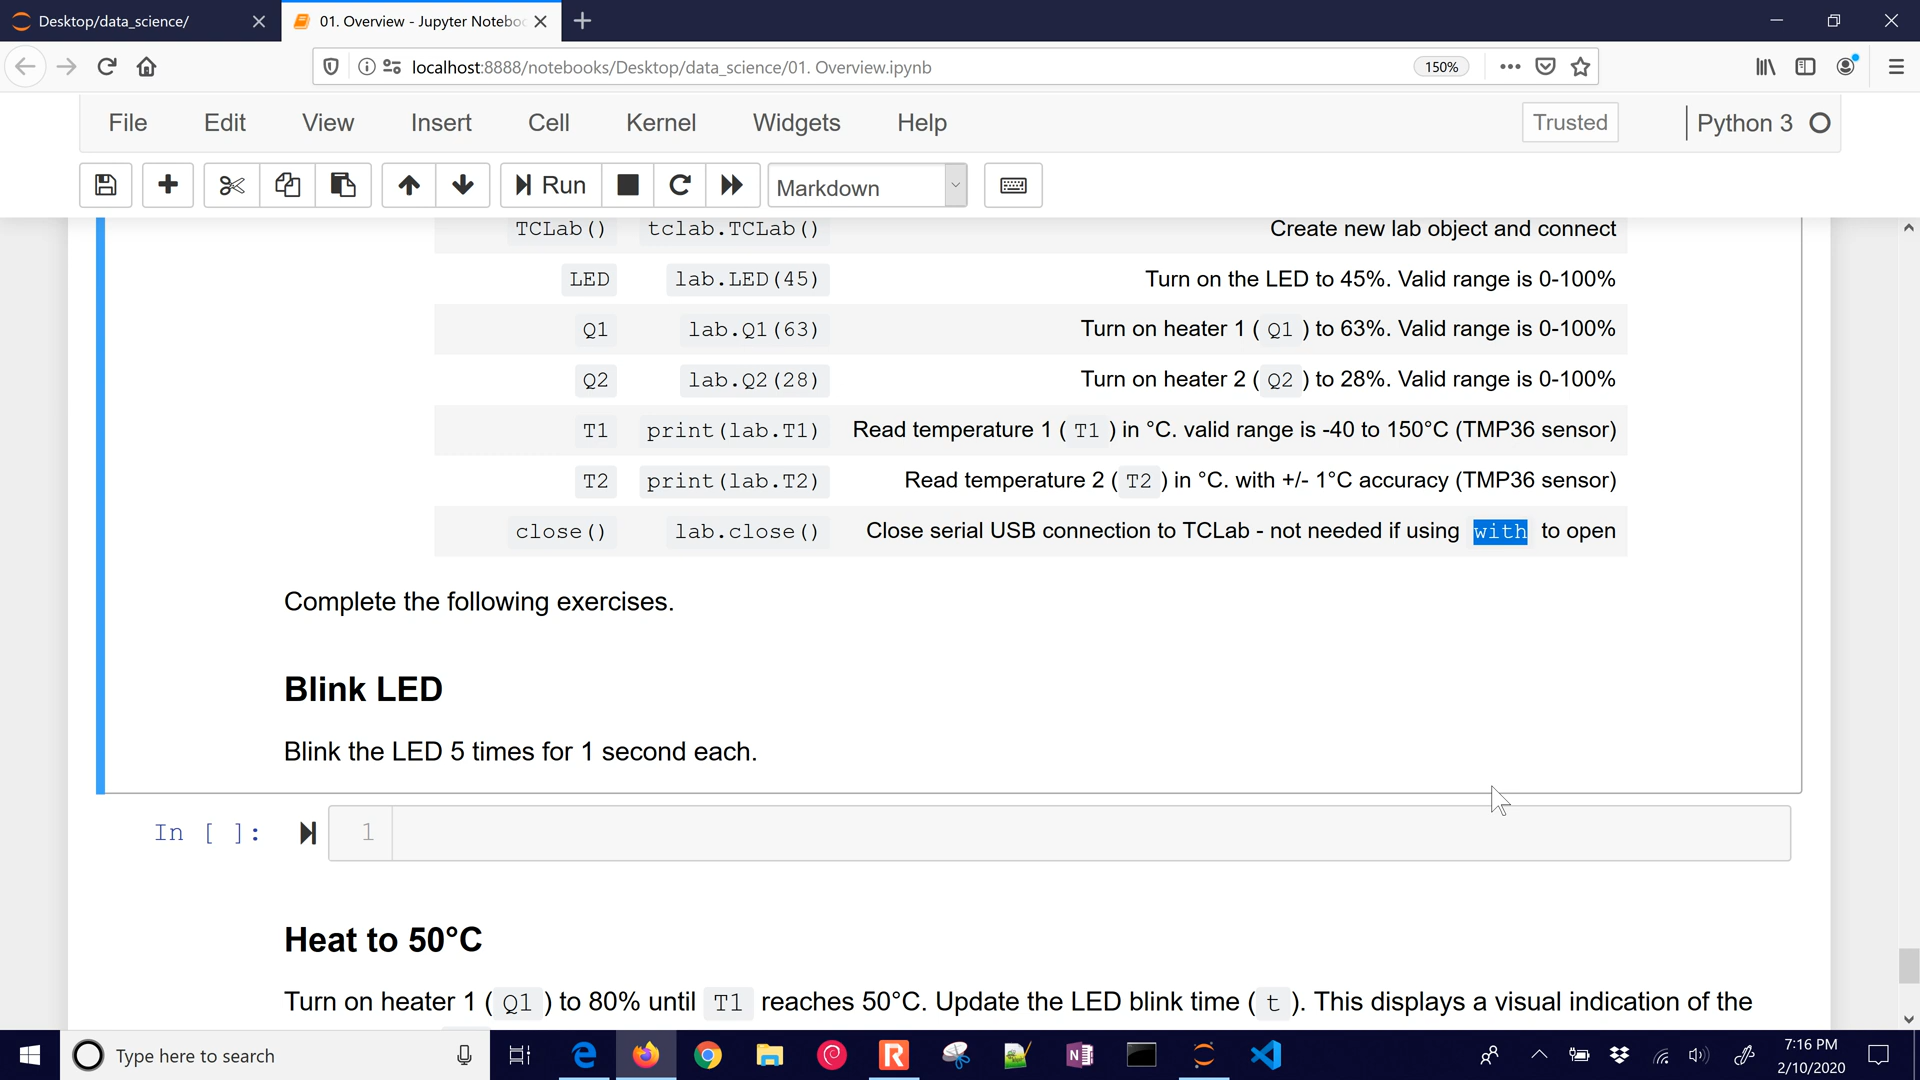 Desktop/data_science/
01. Overview - Jupyter Noteboo
localhost:8888/notebooks/Desktop/data_science/01. Overview.ipynb
150%
File Edit View Insert Cell Kernel Widgets Help
Trusted
Python 3
Run
Markdown
TCLab() tclab.TCLab() Create new lab object and connect
LED lab.LED(45) Turn on the LED to 45%. Valid range is 0-100%
Q1 lab.Q1(63) Turn on heater 1 ( Q1 ) to 63%. Valid range is 0-100%
Q2 lab.Q2(28) Turn on heater 2 ( Q2 ) to 28%. Valid range is 0-100%
T1 print(lab.T1) Read temperature 1 ( T1 ) in °C. valid range is -40 to 150°C (TMP36 sensor)
T2 print(lab.T2) Read temperature 2 ( T2 ) in °C. with +/- 1°C accuracy (TMP36 sensor)
close() lab.close() Close serial USB connection to TCLab - not needed if using with to open
Complete the following exercises.
Blink LED
Blink the LED 5 times for 1 second each.
In [ ]: 1
Heat to 50°C
Turn on heater 1 ( Q1 ) to 80% until T1 reaches 50°C. Update the LED blink time ( t ). This displays a visual indication of the
Type here to search
7:16 PM
2/10/2020